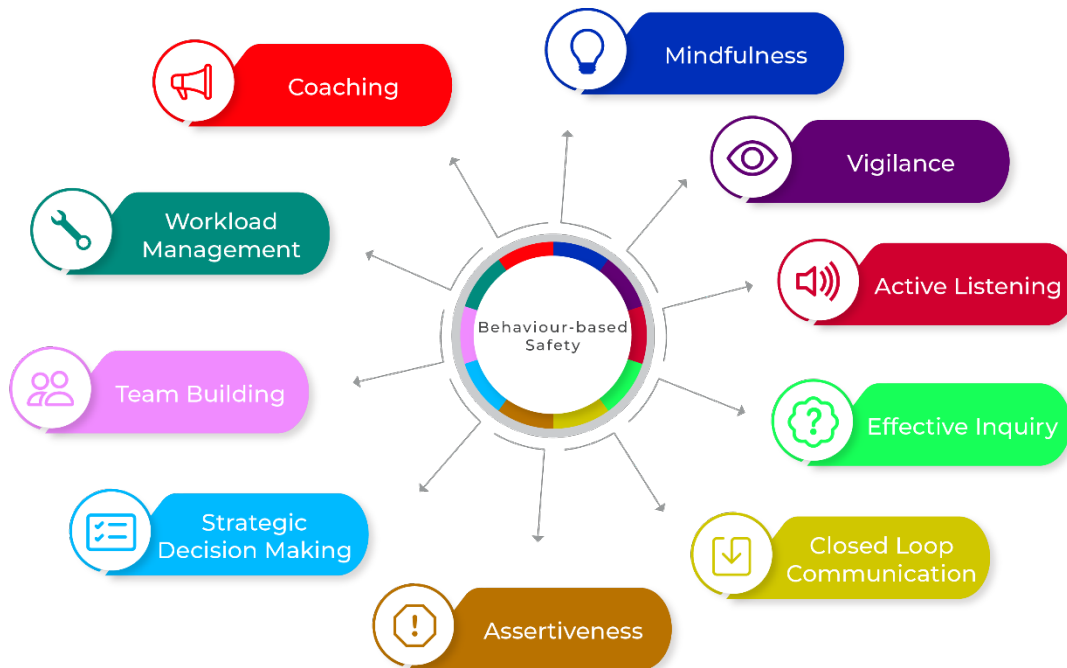 Mindfulness
Coaching
Vigilance
Workload
Management
Active Listening
Behaviour-based
Safety
Team Building
Effective Inquiry
Strategic
Decision Making
Closed Loop
Communication
Assertiveness